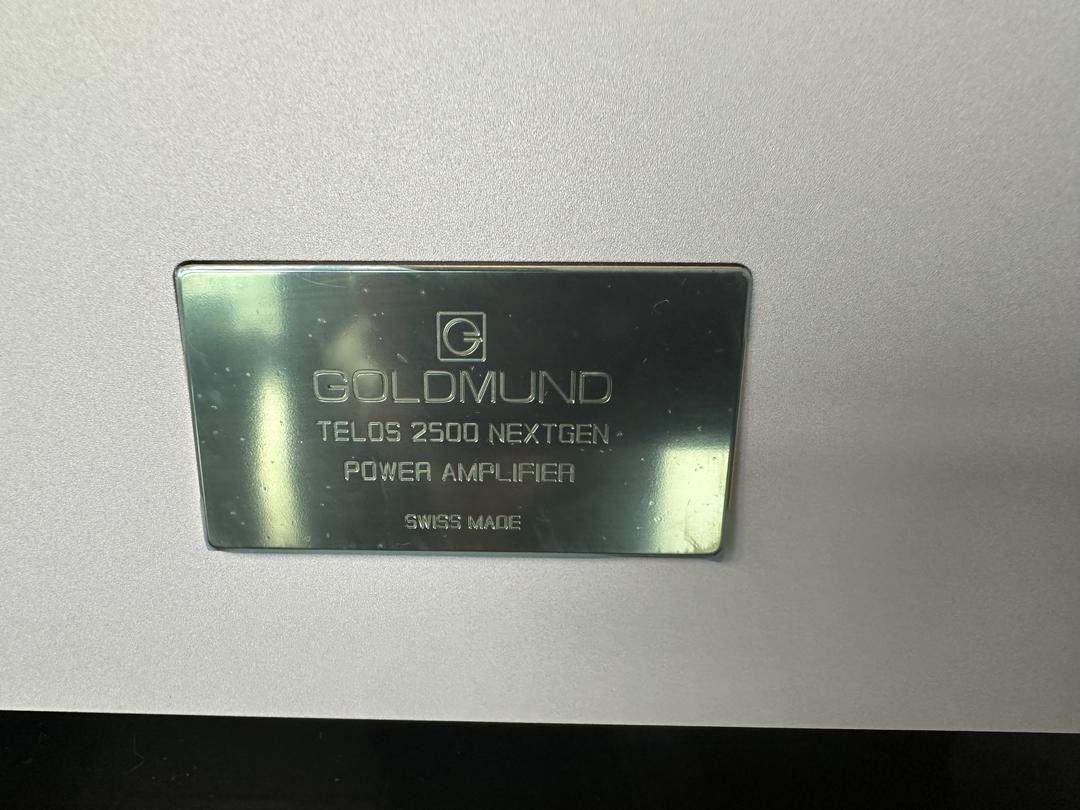 GOLDMUND
TELOS 2500 NEXTGEN
POWER AMPLIFIER
SWISS MADE